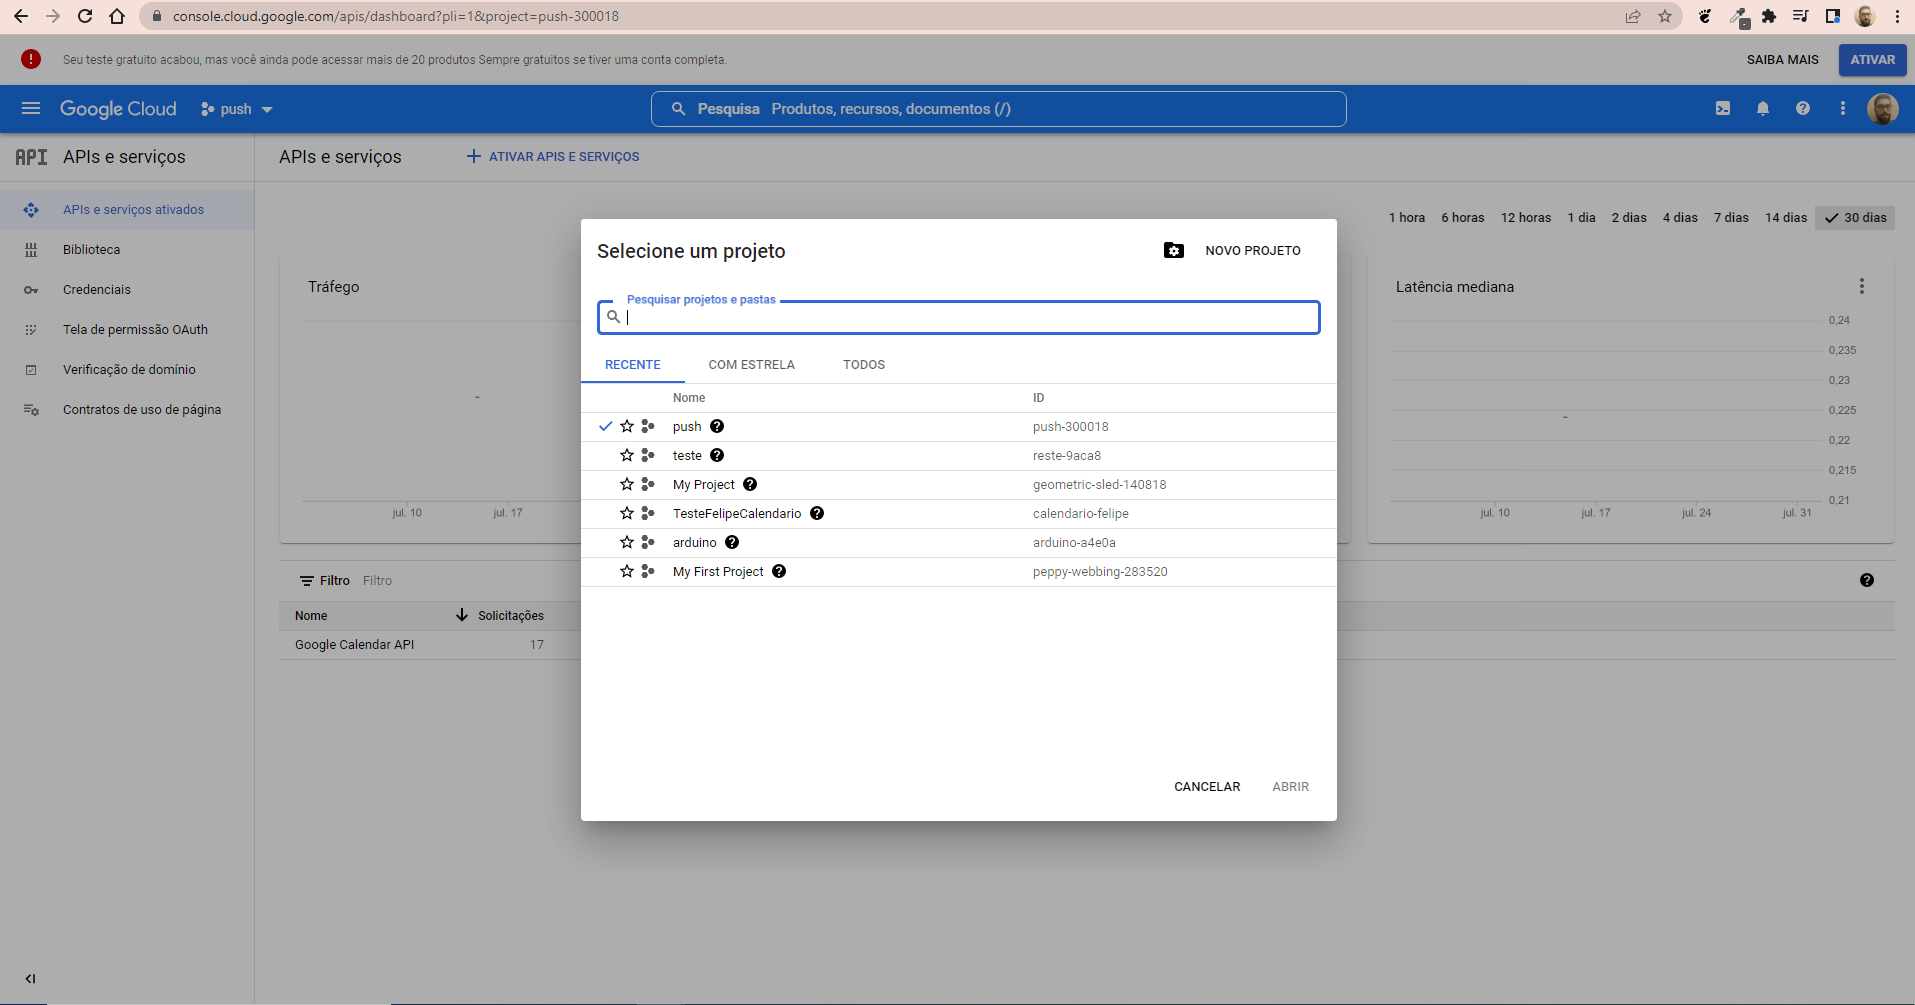 console.cloud.google.com/apis/dashboard?pli=1&project=push-300018
Seu teste gratuito acabou, mas você ainda pode acessar mais de 20 produtos Sempre gratuitos se tiver uma conta completa.
SAIBA MAIS
ATIVAR
Google Cloud
push
Pesquisa Produtos, recursos, documentos (/)
API APIs e serviços
APIs e serviços ativados
Biblioteca
Credenciais
Tela de permissão OAuth
Verificação de domínio
Contratos de uso de página
APIs e serviços
ATIVAR APIS E SERVIÇOS
1 hora 6 horas 12 horas 1 dia 2 dias 4 dias 7 dias 14 dias 30 dias
Tráfego
jul. 10 jul. 17
Latência mediana
0,24
0,235
0,23
0,225
0,22
0,215
0,21
jul. 10 jul. 17 jul. 24 jul. 31
Filtro Filtro
Nome Solicitações
Google Calendar API 17
Selecione um projeto
NOVO PROJETO
Pesquisar projetos e pastas
RECENTE COM ESTRELA TODOS
Nome ID
push push-300018
teste reste-9aca8
My Project geometric-sled-140818
TesteFelipeCalendario calendario-felipe
arduino arduino-a4e0a
My First Project peppy-webbing-283520
CANCELAR ABRIR